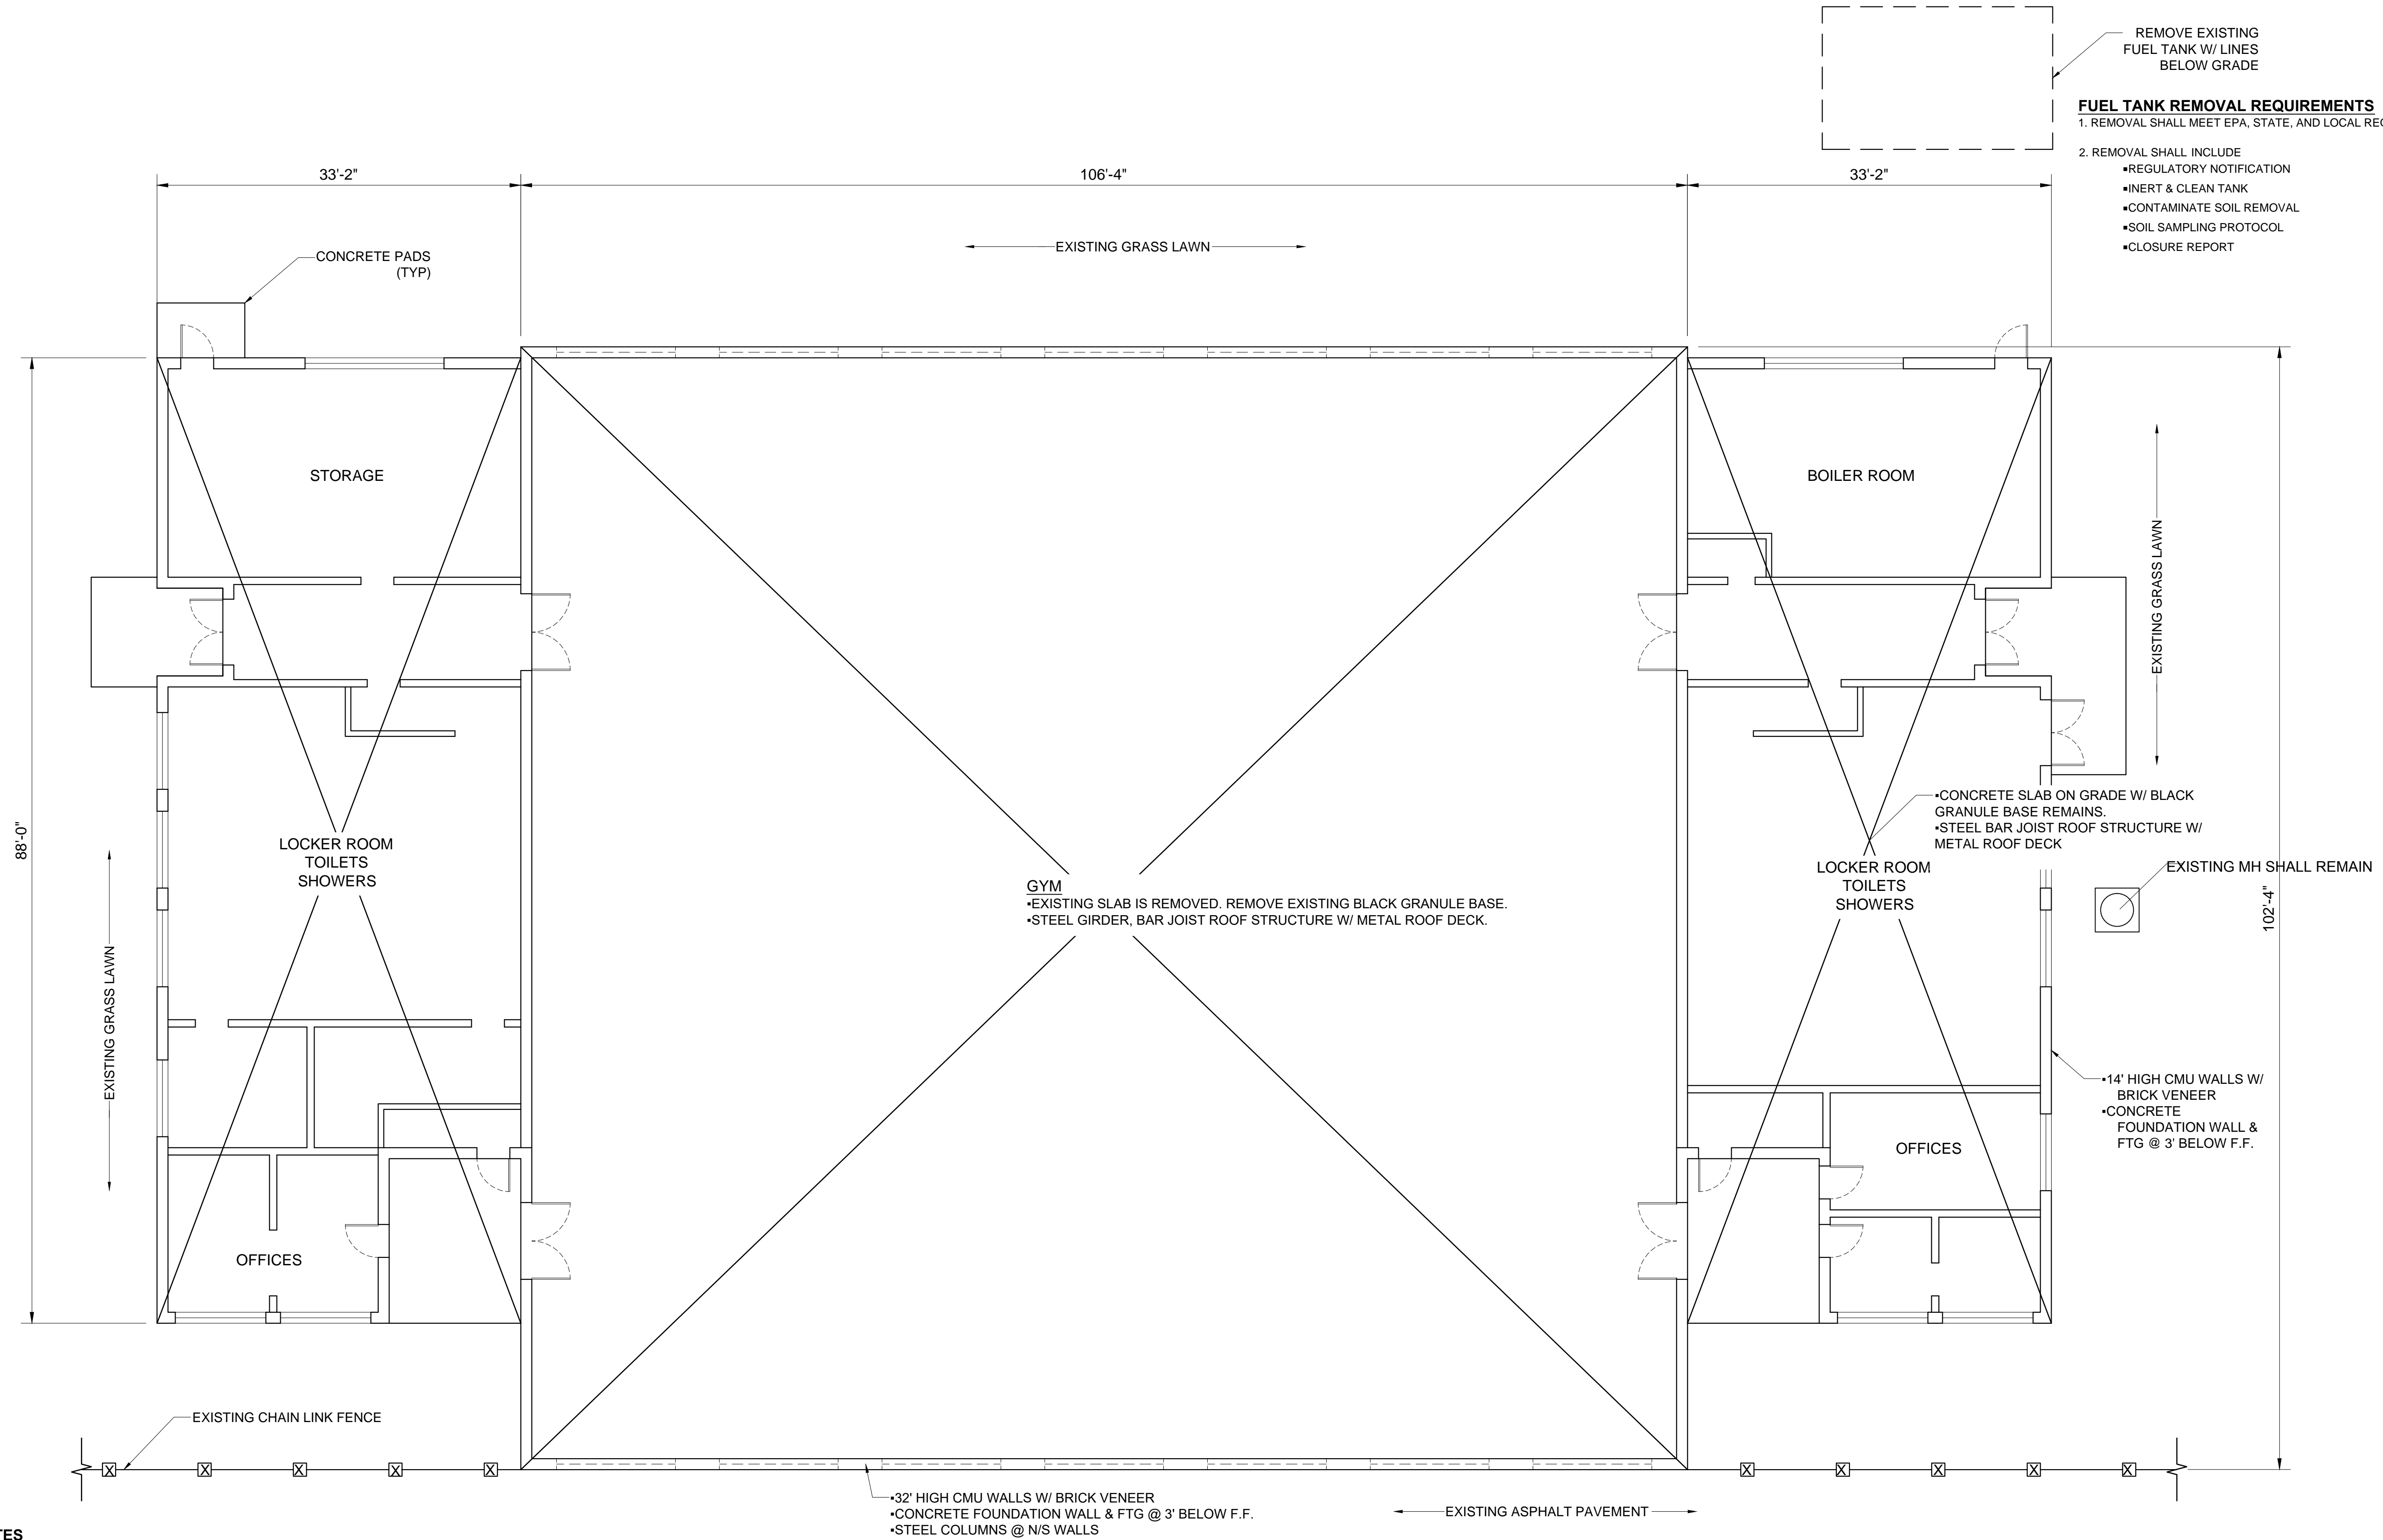 REMOVE EXISTING
FUEL TANK W/ LINES
BELOW GRADE
FUEL TANK REMOVAL REQUIREMENTS
1. REMOVAL SHALL MEET EPA, STATE, AND LOCAL
2. REMOVAL SHALL INCLUDE
▪REGULATORY NOTIFICATION
▪INERT & CLEAN TANK
▪CONTAMINATE SOIL REMOVAL
▪SOIL SAMPLING PROTOCOL
▪CLOSURE REPORT
33'-2"
106'-4"
33'-2"
CONCRETE PADS
(TYP)
EXISTING GRASS LAWN
STORAGE
BOILER ROOM
EXISTING GRASS LAWN
88'-0"
LOCKER ROOM
TOILETS
SHOWERS
▪CONCRETE SLAB ON GRADE W/ BLACK
GRANULE BASE REMAINS.
▪STEEL BAR JOIST ROOF STRUCTURE W/
METAL ROOF DECK
GYM
▪EXISTING SLAB IS REMOVED. REMOVE EXISTING BLACK GRANULE BASE.
▪STEEL GIRDER, BAR JOIST ROOF STRUCTURE W/ METAL ROOF DECK.
LOCKER ROOM
TOILETS
SHOWERS
EXISTING MH SHALL REMAIN
102'-4"
EXISTING GRASS LAWN
▪14' HIGH CMU WALLS W/
BRICK VENEER
▪CONCRETE
FOUNDATION WALL &
FTG @ 3' BELOW F.F.
OFFICES
OFFICES
EXISTING CHAIN LINK FENCE
X X X X X
X X X X X
▪32' HIGH CMU WALLS W/ BRICK VENEER
▪CONCRETE FOUNDATION WALL & FTG @ 3' BELOW F.F.
▪STEEL COLUMNS @ N/S WALLS
EXISTING ASPHALT PAVEMENT